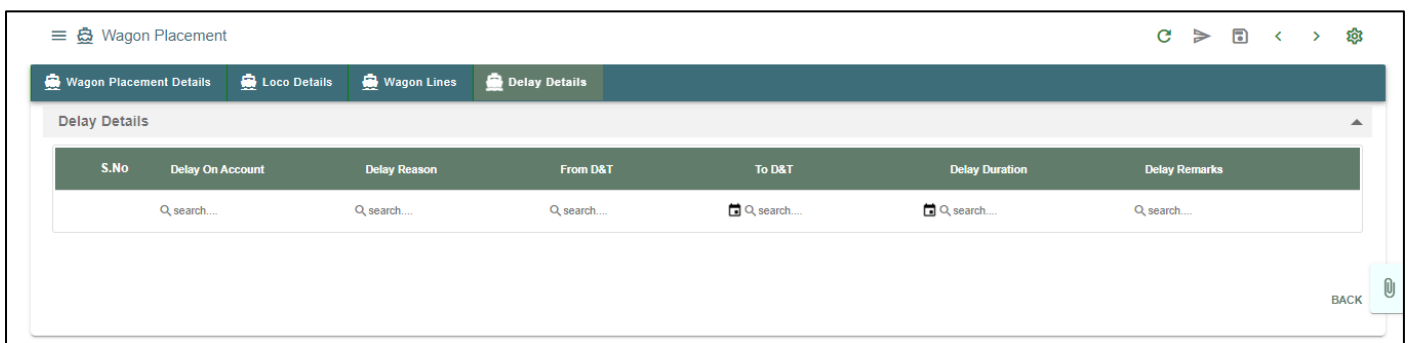 Wagon Placement
Wagon Placement Details Loco Details Wagon Lines Delay Details
Delay Details
S.No Delay On Account Delay Reason From D&T To D&T Delay Duration Delay Remarks
search.... search.... search.... search.... search.... search....
BACK